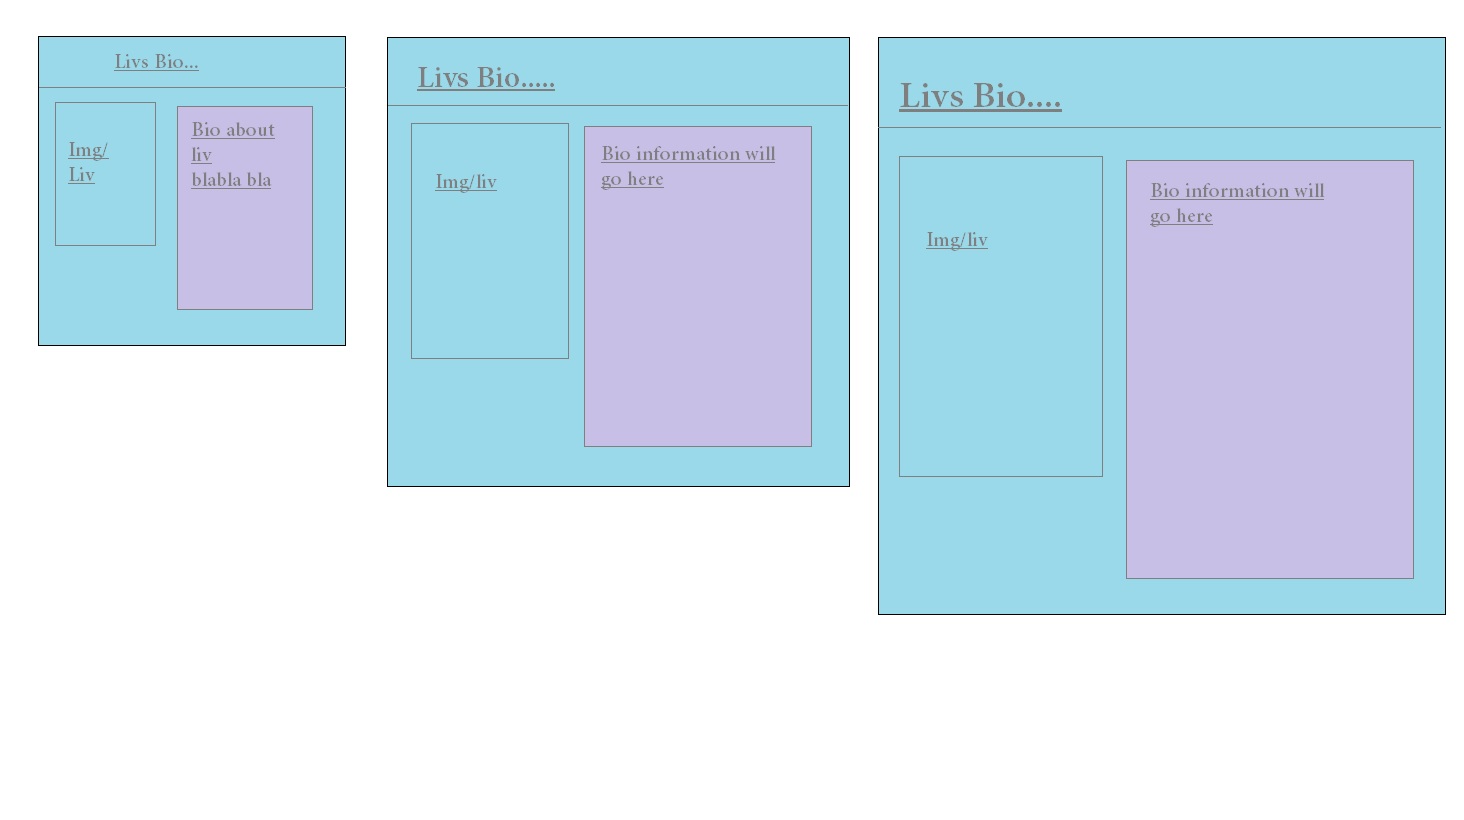 Livs Bio...
Img/
Liv
Bio about
liv
blabla bla
Livs Bio.....
Img/liv
Bio information will
go here
Livs Bio....
Img/liv
Bio information will
go here